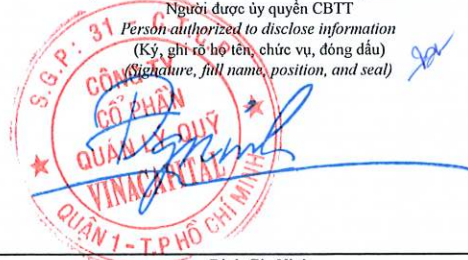 Người được ủy quyền CBTT
Person authorized to disclose information
(Ký, ghi rõ họ tên, chức vụ, đóng dấu)
(Signature, full name, position, and seal)
S.G.P: 31 - C.T.C.P
CÔNG TY
CỔ PHẦN
QUẢN LÝ QUỸ
VINACAPITAL
QUẬN 1 - T.P HỒ CHÍ MINH